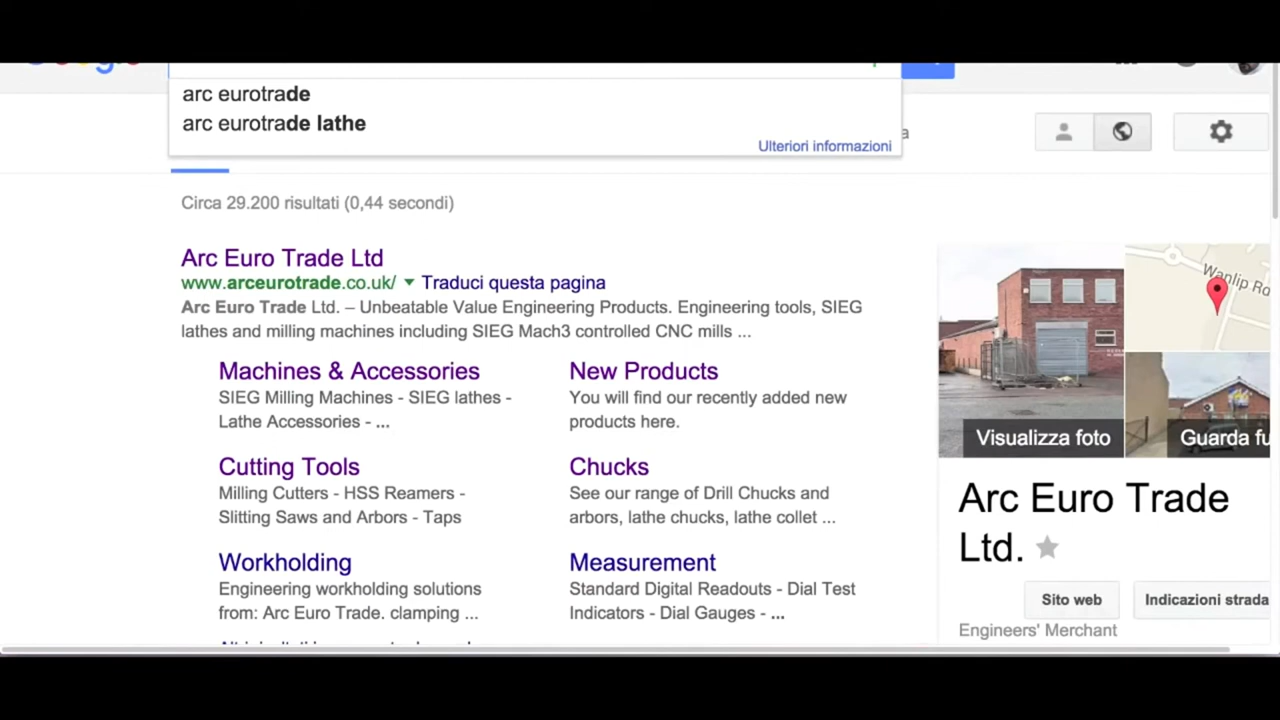 arc eurotrade
arc eurotrade lathe
Ulteriori informazioni
Circa 29.200 risultati (0,44 secondi)
Arc Euro Trade Ltd
www.arceurotrade.co.uk/ Traduci questa pagina
Arc Euro Trade Ltd. – Unbeatable Value Engineering Products. Engineering tools, SIEG
lathes and milling machines including SIEG Mach3 controlled CNC mills ...
Machines & Accessories
SIEG Milling Machines - SIEG lathes -
Lathe Accessories - ...
New Products
You will find our recently added new
products here.
Cutting Tools
Milling Cutters - HSS Reamers -
Slitting Saws and Arbors - Taps
Chucks
See our range of Drill Chucks and
arbors, lathe chucks, lathe collet ...
Workholding
Engineering workholding solutions
from: Arc Euro Trade. clamping ...
Measurement
Standard Digital Readouts - Dial Test
Indicators - Dial Gauges - ...
Wanlip Ro
Visualizza foto
Guarda fu
Arc Euro Trade
Ltd.
Sito web
Indicazioni strada
Engineers' Merchant